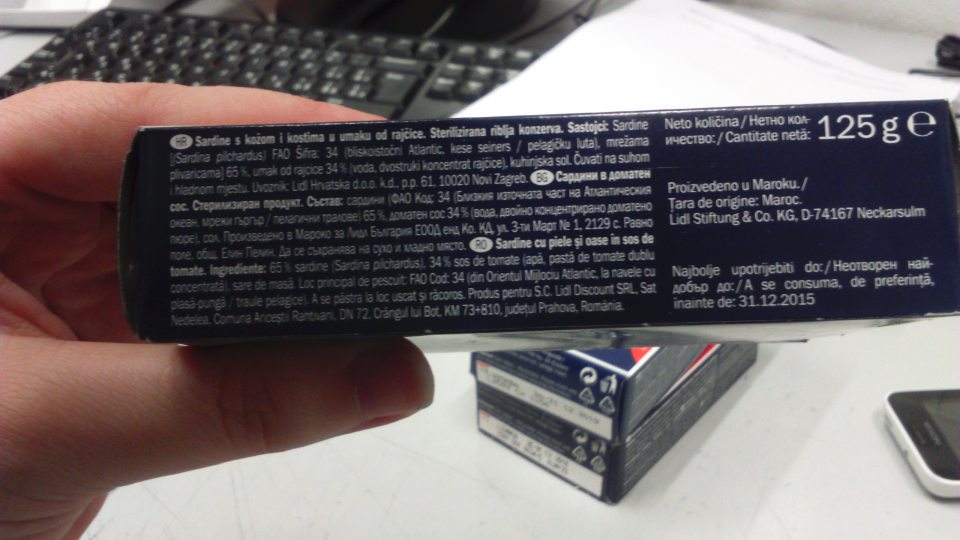 HR Sardine s kožom i kostima u umaku od rajčice. Sterilizirana riblja konzerva. Sastojci: Sardine
[(Sardina pilchardus) FAO Šifra: 34 (bliskoistočni Atlantic, kese seiners / pelagičku luta), mrežama
plivaricama] 65 %, umak od rajčice 34 % (voda, dvostruki koncentrat rajčice), kuhinjska sol. Čuvati na suhom
i hladnom mjestu. Uvoznik: Lidl Hrvatska d.o.o. k.d., p.p. 61, 10020 Novi Zagreb. BG Сардини в доматен
сос. Стерилизиран продукт. Състав: сардини (ФАО Код: 34 (Близкия източната част на Атлантическия
океан, мрежи гъргър / пелагични тралове) 65 %, доматен сос 34 % (вода, двойно концентрирано доматено
пюре), сол. Произведено в Мароко за Лидл България ЕООД енд Ко. КД, ул. 3-ти Март № 1, 2129 с. Равно
поле, общ. Елин Пелин. Да се съхранява на сухо и хладно място. RO Sardine cu piele și oase in sos de
tomate. Ingrediente: 65 % sardine (Sardina pilchardus), 34 % sos de tomate (apă, pastă de tomate dublu
concentrată), sare de masă. Loc principal de pescuit: FAO Cod: 34 (din Orientul Mijlociu Atlantic, la navele cu
plasă-pungă / traule pelagice). A se păstra la loc uscat și răcoros. Produs pentru S.C. Lidl Discount SRL, Sat
Nedelea, Comuna Aricești Rahtivani, DN 72, Crângul lui Bot, KM 73+810, județul Prahova, România.
Neto količina / Нетно кол-
ичество: / Cantitate netă: 125 g e
Proizvedeno u Maroku. /
Țara de origine: Maroc.
Lidl Stiftung & Co. KG, D-74167 Neckarsulm
Najbolje upotrijebiti do: / Неотворен най-
добър до: / A se consuma, de preferință,
inainte de: 31.12.2015